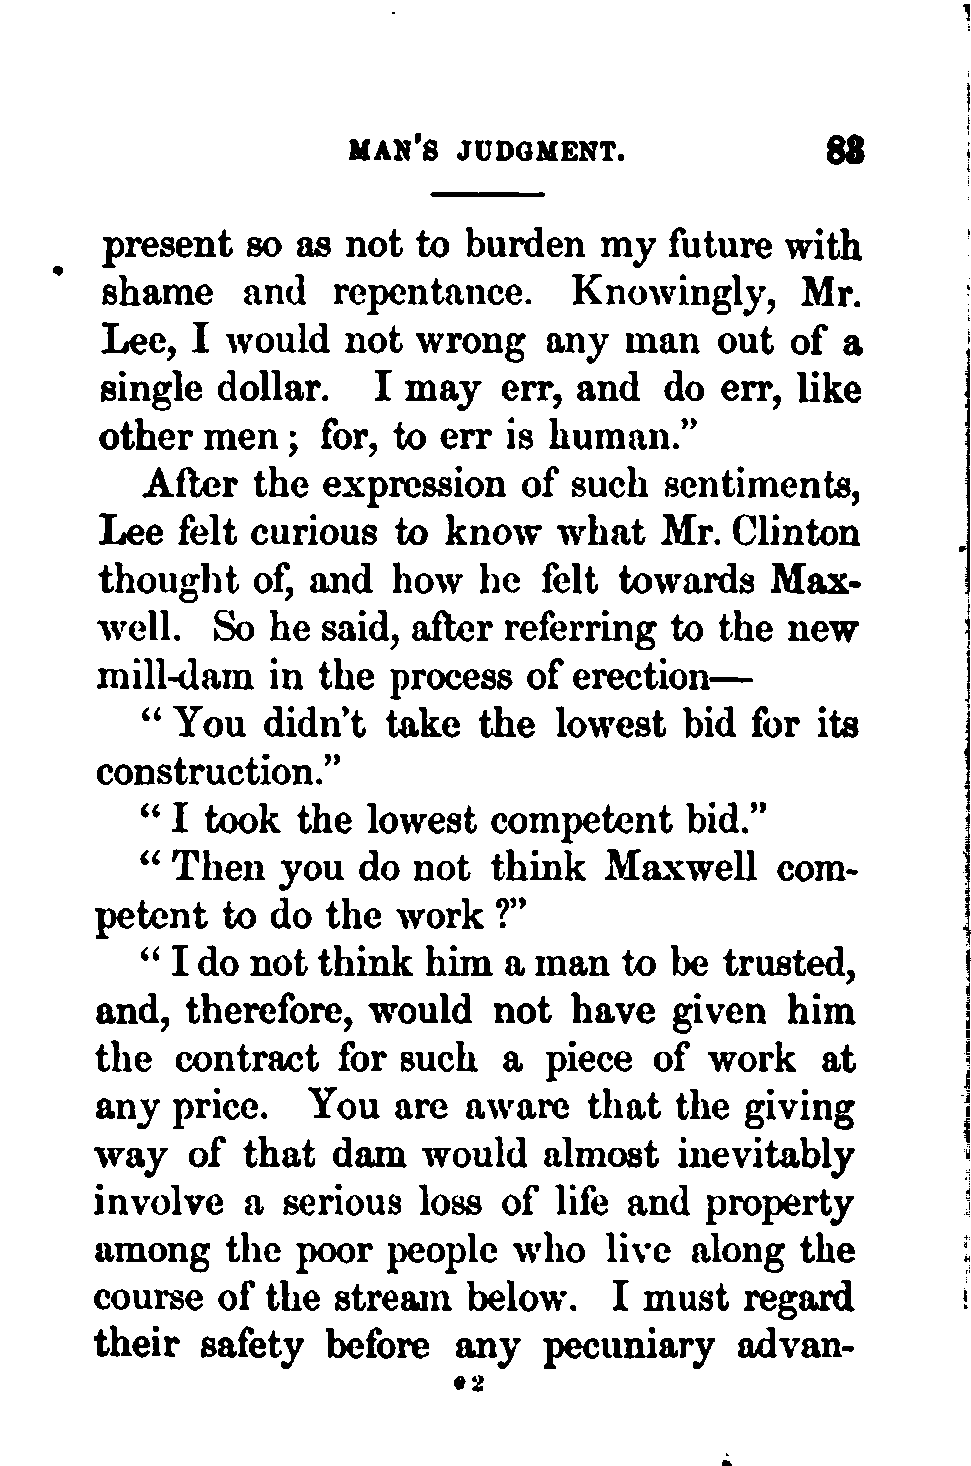 MAN'S JUDGMENT. 83
present so as not to burden my future with
shame and repentance. Knowingly, Mr.
Lee, I would not wrong any man out of a
single dollar. I may err, and do err, like
other men; for, to err is human."
After the expression of such sentiments,
Lee felt curious to know what Mr. Clinton
thought of, and how he felt towards Max-
well. So he said, after referring to the new
mill-dam in the process of erection—
"You didn't take the lowest bid for its
construction."
"I took the lowest competent bid."
"Then you do not think Maxwell com-
petent to do the work?"
"I do not think him a man to be trusted,
and, therefore, would not have given him
the contract for such a piece of work at
any price. You are aware that the giving
way of that dam would almost inevitably
involve a serious loss of life and property
among the poor people who live along the
course of the stream below. I must regard
their safety before any pecuniary advan-
*2